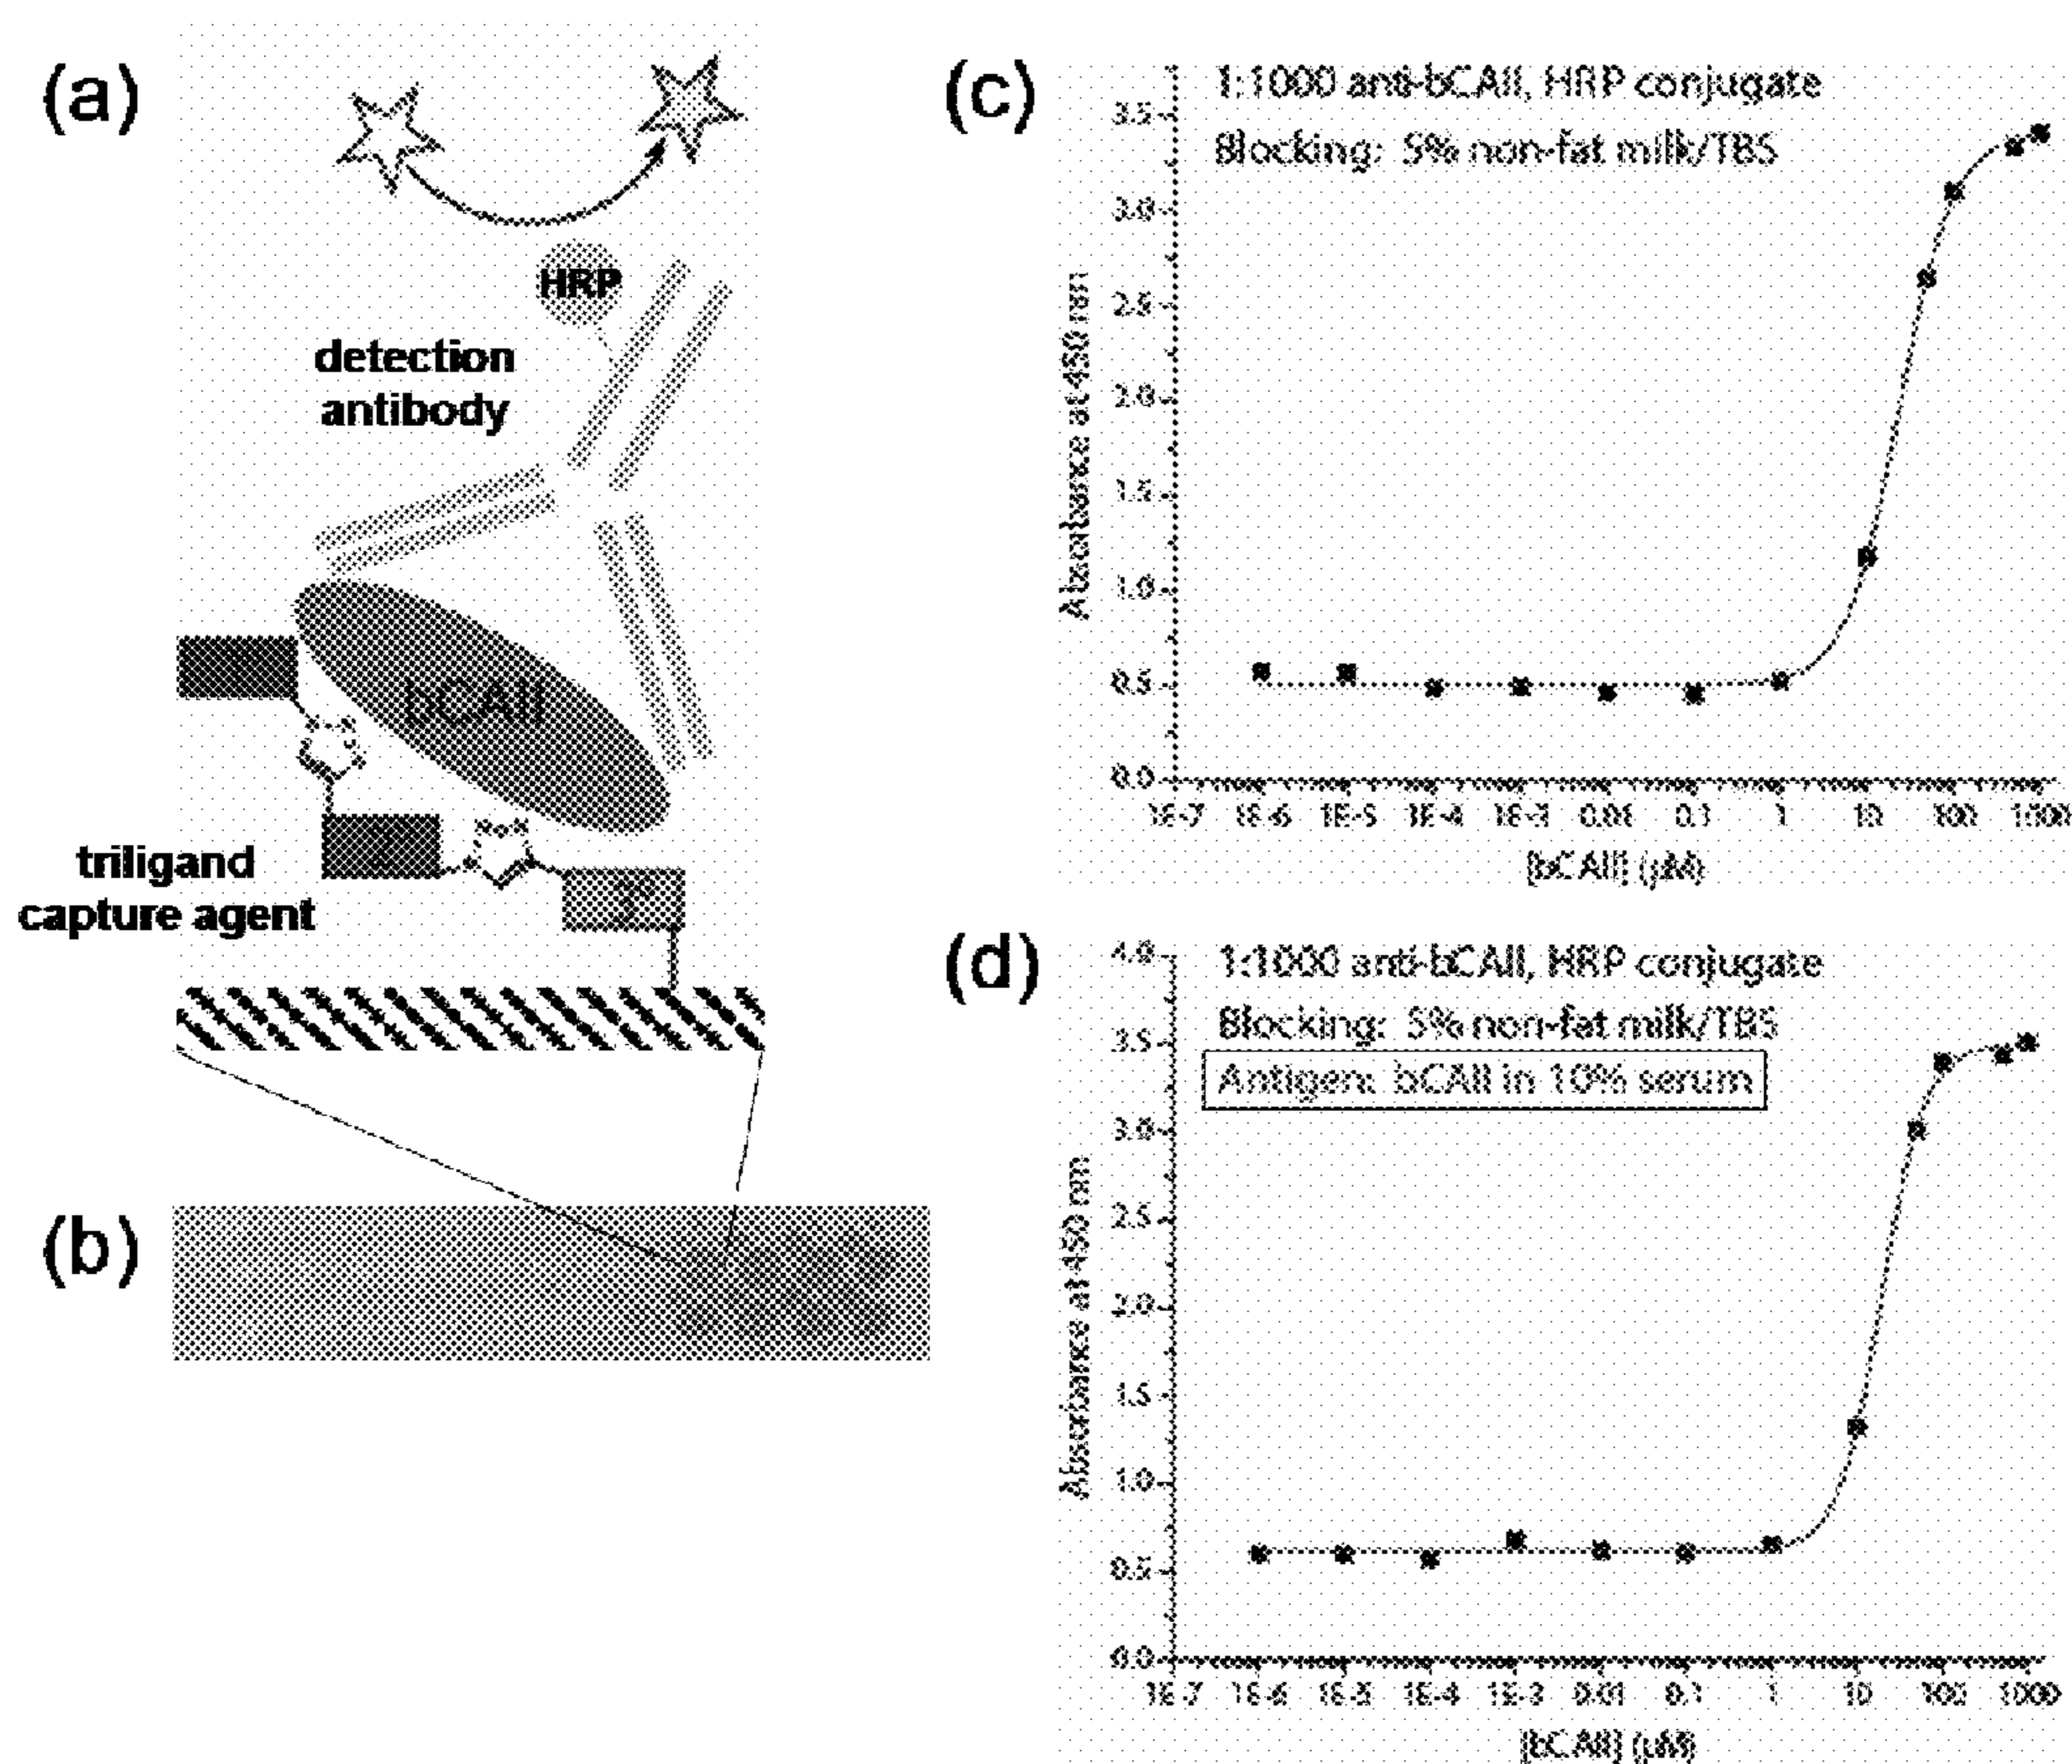 (a)
HRP
detection
antibody
bCAII
2°
3°
triligand
capture agent
(b)
(c)
1:1000 anti-bCAII, HRP conjugate
Blocking: 5% non-fat milk/TBS
Absorbance at 450 nm
3.5
3.0
2.5
2.0
1.5
1.0
0.5
0.0
1E-7 1E-6 1E-5 1E-4 1E-3 0.01 0.1 1 10 100 1000
[bCAII] (μM)
(d)
1:1000 anti-bCAII, HRP conjugate
Blocking: 5% non-fat milk/TBS
Antigen: bCAII in 10% serum
Absorbance at 450 nm
4.0
3.5
3.0
2.5
2.0
1.5
1.0
0.5
0.0
1E-7 1E-6 1E-5 1E-4 1E-3 0.01 0.1 1 10 100 1000
[bCAII] (μM)